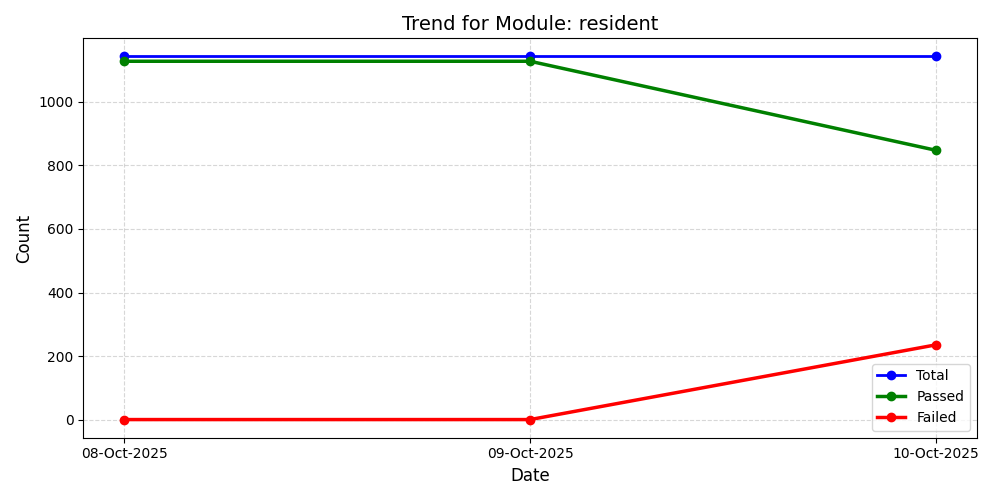 Trend for Module: resident
Count
1000
800
600
400
200
0
Total
Passed
Failed
08-Oct-2025
09-Oct-2025
10-Oct-2025
Date